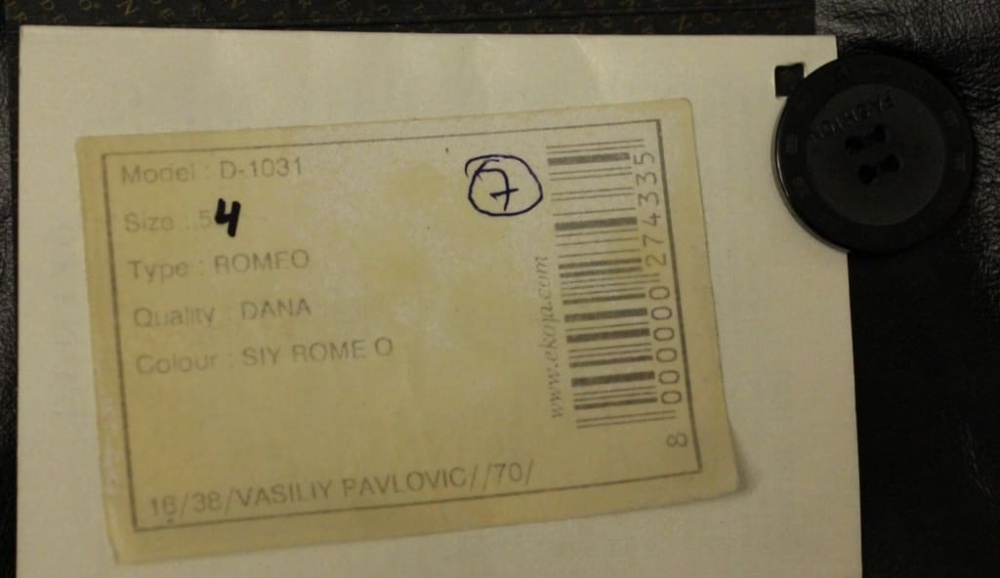 Model : D-1031
Size : 54
Type : ROMEO
Quality : DANA
Colour : SIY ROME O
16/38/VASILIY PAVLOVIC//70/
7
www.ekoja.com
8 000000 274335